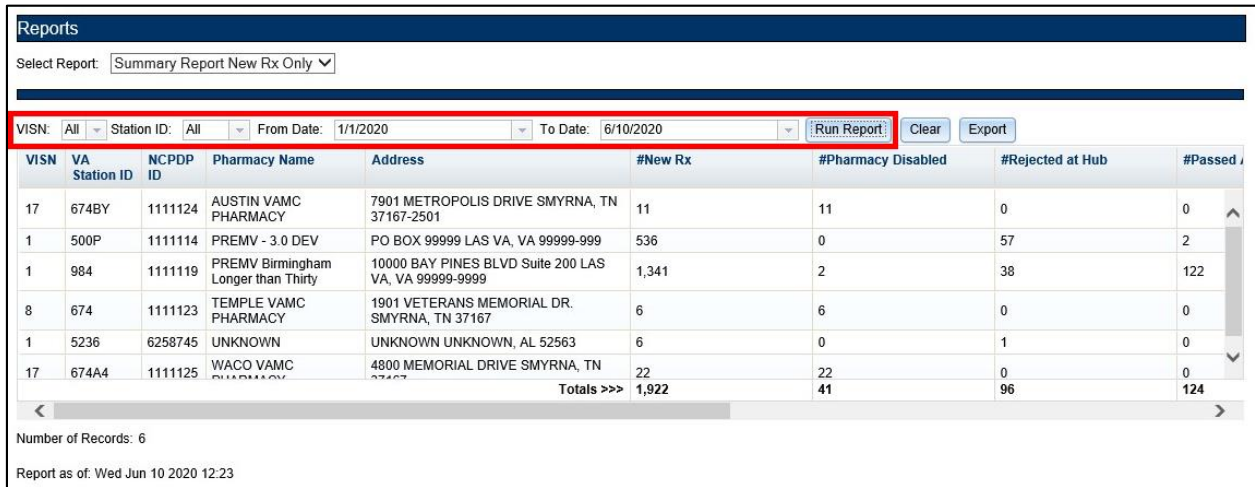 Reports
Select Report: Summary Report New Rx Only
VISN: All Station ID: All From Date: 1/1/2020 To Date: 6/10/2020 Run Report Clear Export
VISN VA NCPDP Pharmacy Name Address #New Rx #Pharmacy Disabled #Rejected at Hub #Passed
Station ID ID
17 674BY 1111124 AUSTIN VAMC 7901 METROPOLIS DRIVE SMYRNA, TN 11 11 0 0
PHARMACY 37167-2501
1 500P 1111114 PREMV - 3.0 DEV PO BOX 99999 LAS VA, VA 99999-999 536 0 57 2
1 984 1111119 PREMV Birmingham 10000 BAY PINES BLVD Suite 200 LAS 1,341 2 38 122
Longer than Thirty VA, VA 99999-9999
8 674 1111123 TEMPLE VAMC 1901 VETERANS MEMORIAL DR. 6 6 0 0
PHARMACY SMYRNA, TN 37167
1 5236 6258745 UNKNOWN UNKNOWN UNKNOWN, AL 52563 6 0 1 0
17 674A4 1111125 WACO VAMC 4800 MEMORIAL DRIVE SMYRNA, TN 22 22 0 0
Totals >>> 1,922 41 96 124
Number of Records: 6
Report as of: Wed Jun 10 2020 12:23